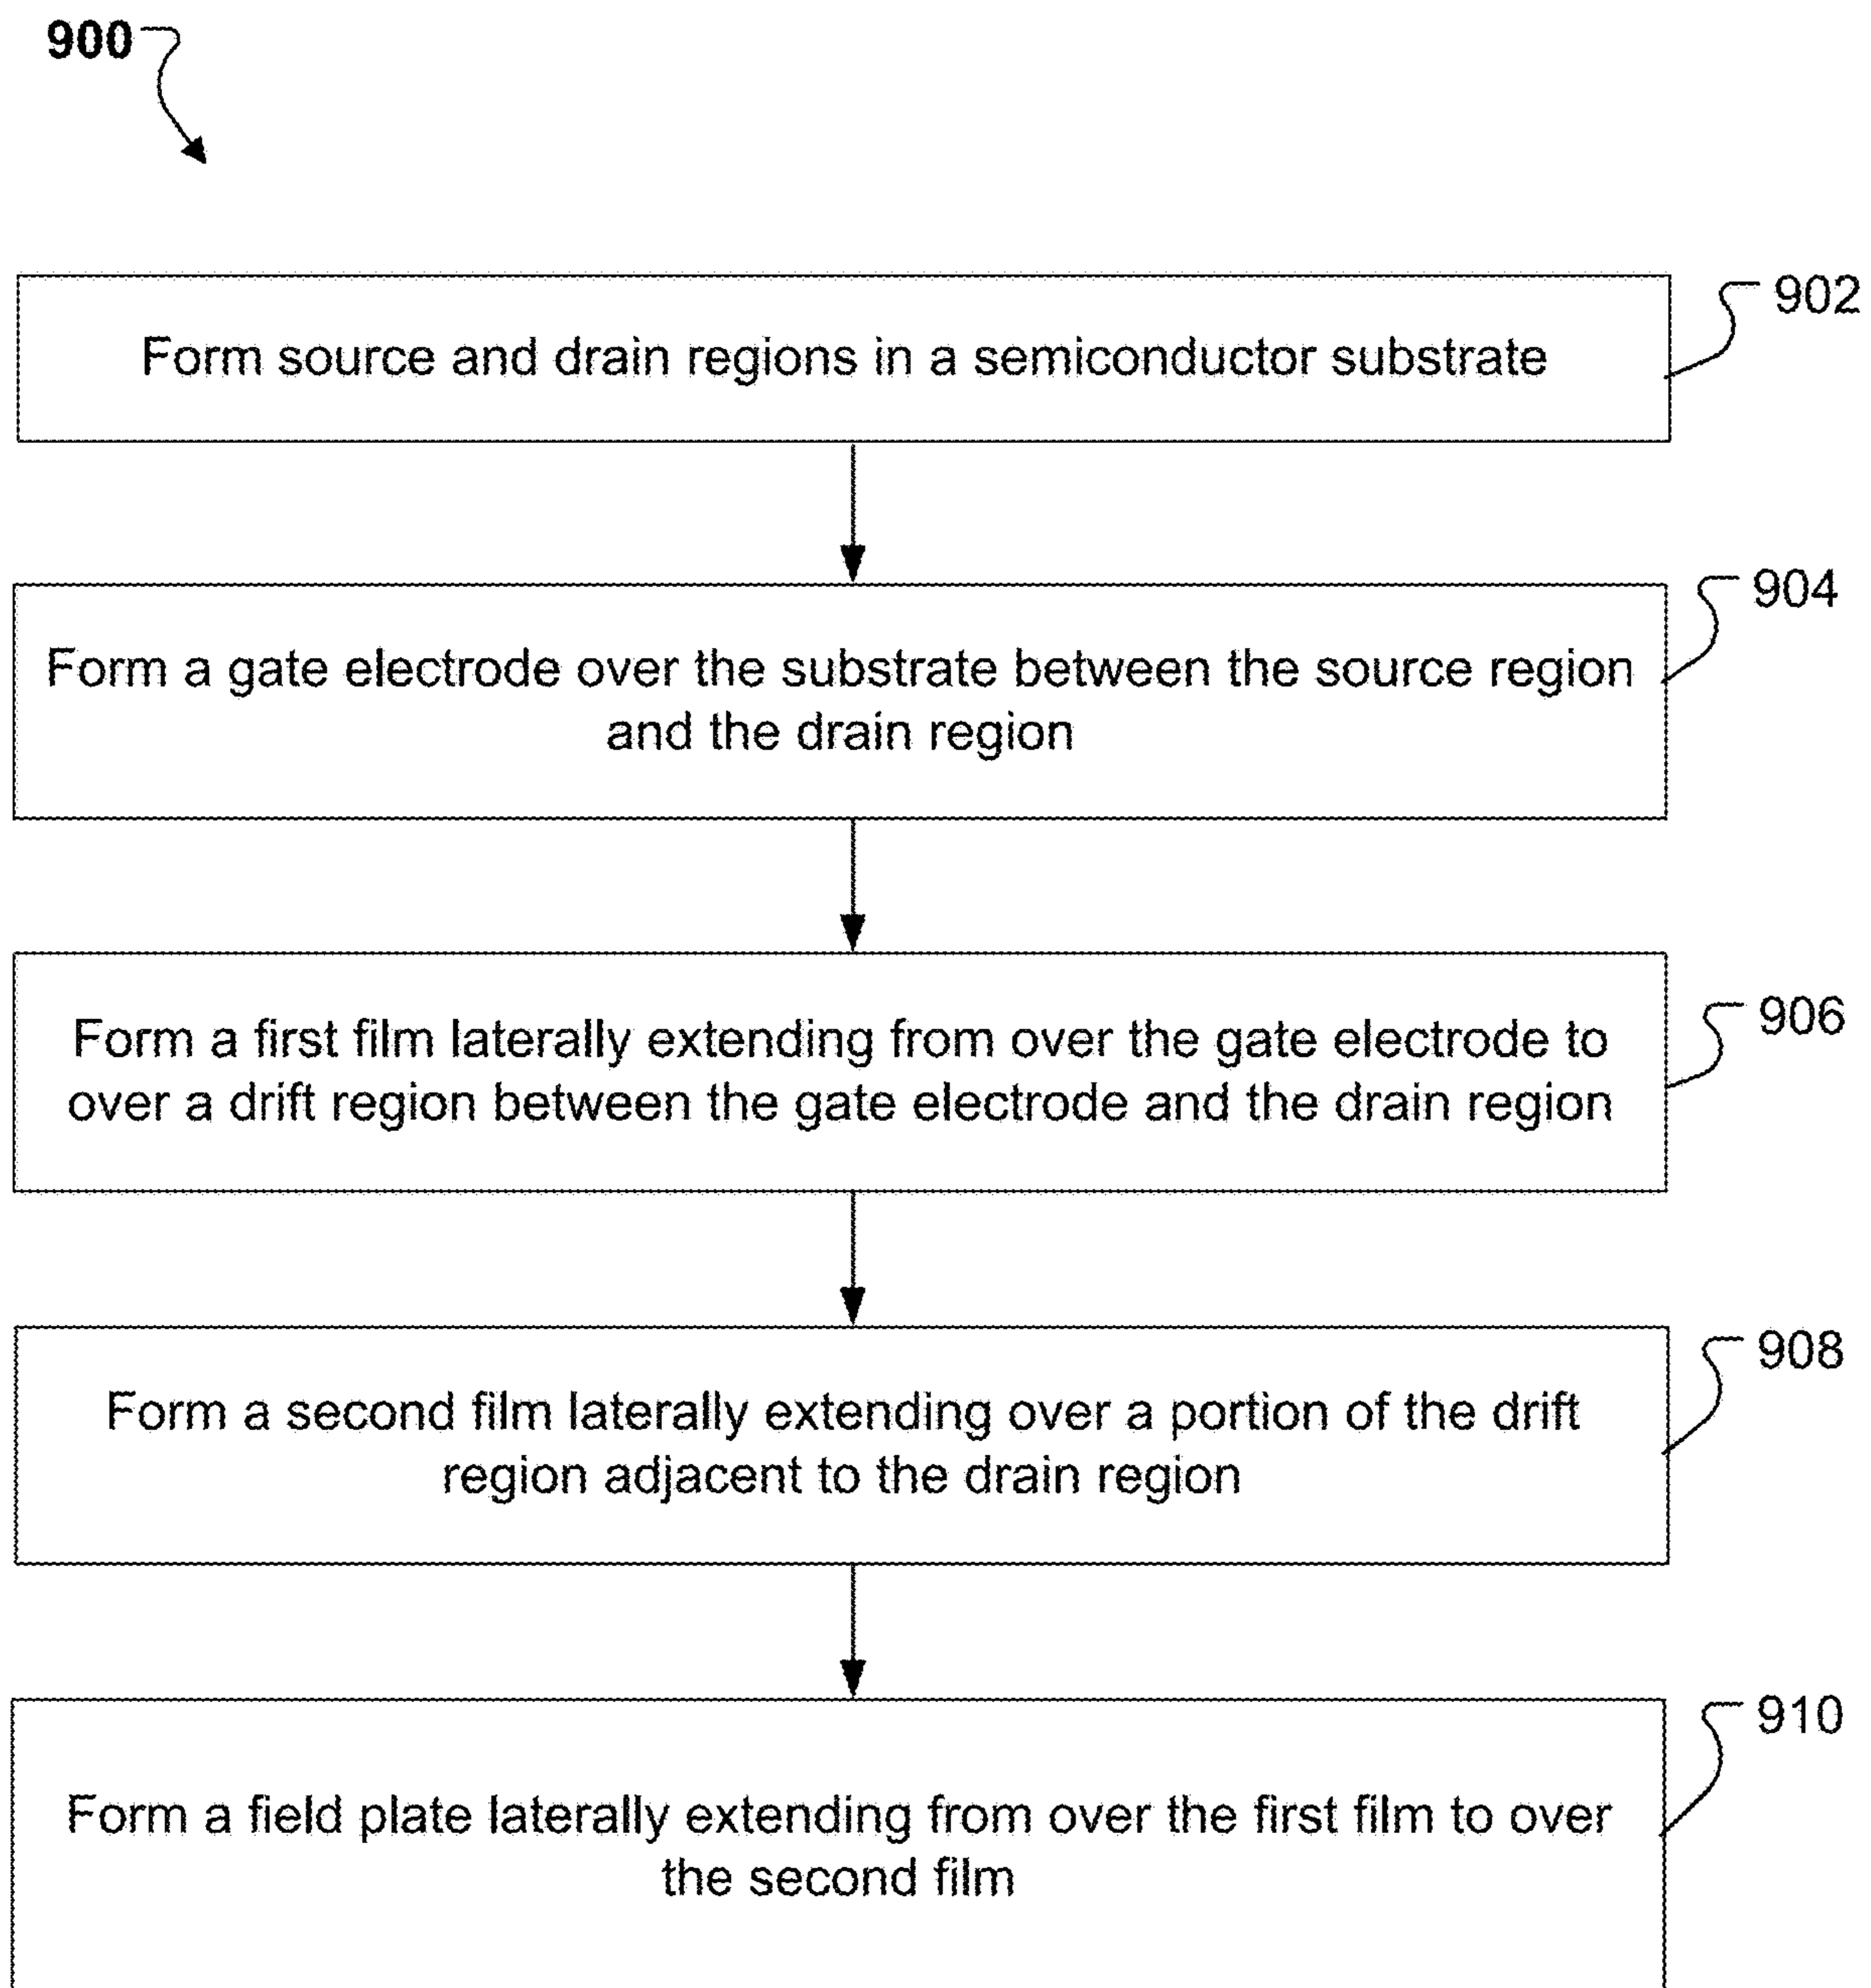 900
902
Form source and drain regions in a semiconductor substrate
904
Form a gate electrode over the substrate between the source region
and the drain region
906
Form a first film laterally extending from over the gate electrode to
over a drift region between the gate electrode and the drain region
908
Form a second film laterally extending over a portion of the drift
region adjacent to the drain region
910
Form a field plate laterally extending from over the first film to over
the second film